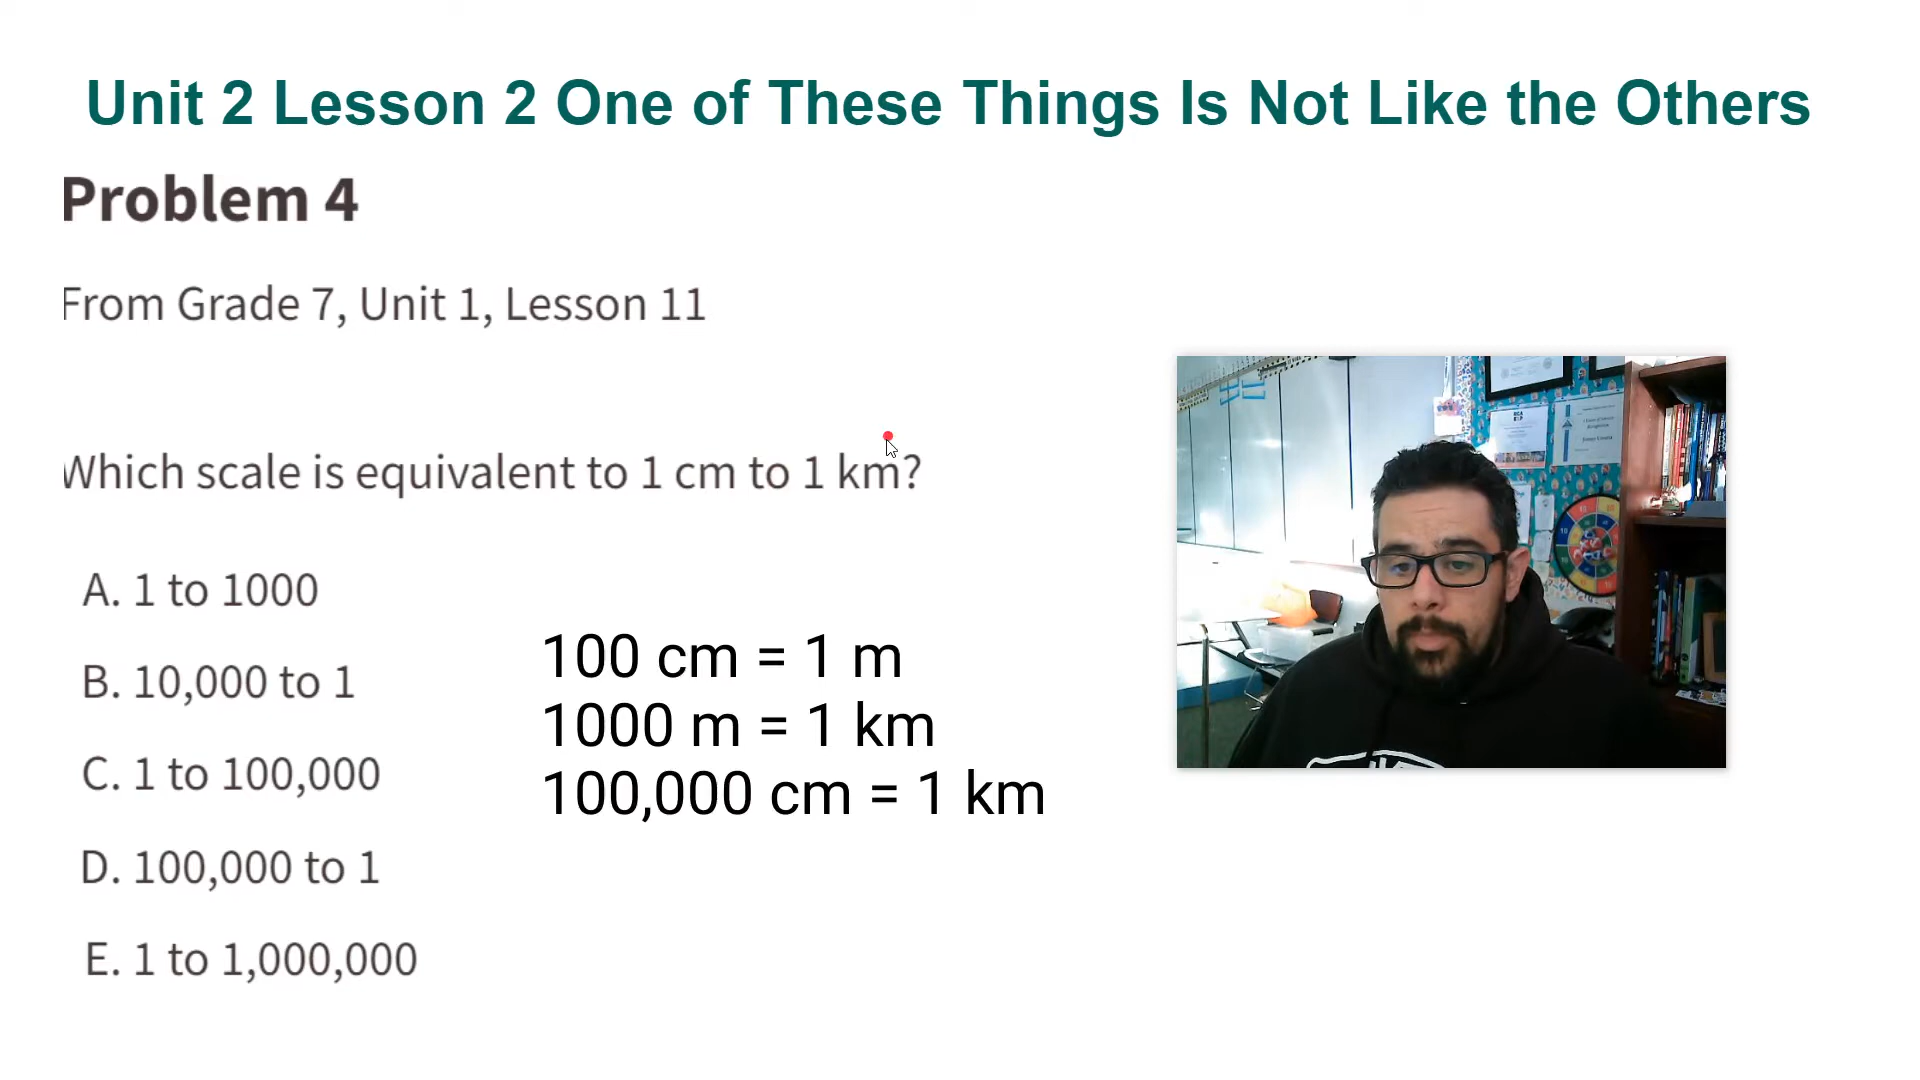 Unit 2 Lesson 2 One of These Things Is Not Like the Others
Problem 4
From Grade 7, Unit 1, Lesson 11
Which scale is equivalent to 1 cm to 1 km?
A. 1 to 1000
B. 10,000 to 1
C. 1 to 100,000
D. 100,000 to 1
E. 1 to 1,000,000
100 cm = 1 m
1000 m = 1 km
100,000 cm = 1 km